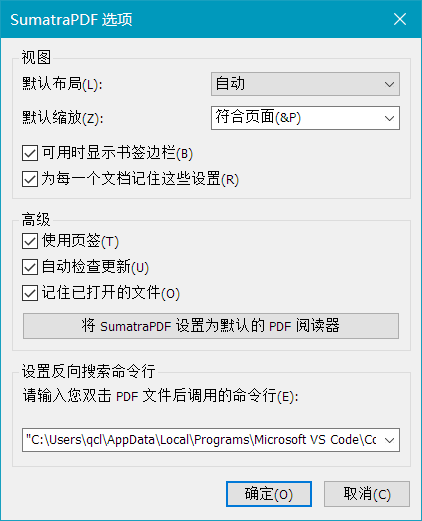 SumatraPDF 选项
视图
默认布局(L):
自动
默认缩放(Z):
符合页面(&P)
可用时显示书签边栏(B)
为每一个文档记住这些设置(R)
高级
使用页签(T)
自动检查更新(U)
记住已打开的文件(O)
将 SumatraPDF 设置为默认的 PDF 阅读器
设置反向搜索命令行
请输入您双击 PDF 文件后调用的命令行(E):
"C:\Users\qcl\AppData\Local\Programs\Microsoft VS Code\Co
确定(O)
取消(C)